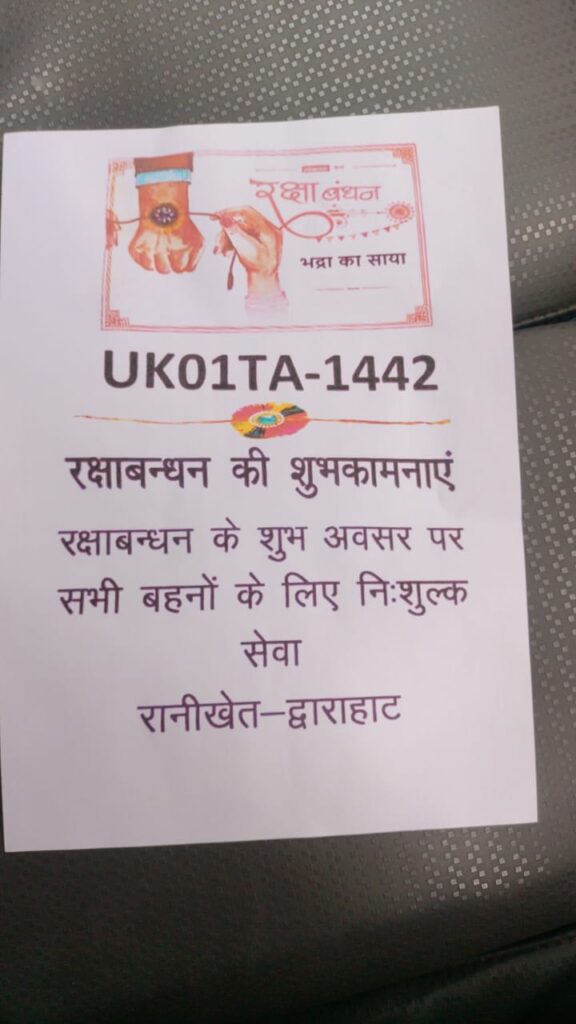 रक्षा बंधन
भद्रा का साया
UK01TA-1442
रक्षाबन्धन की शुभकामनाएं
रक्षाबन्धन के शुभ अवसर पर
सभी बहनों के लिए निःशुल्क
सेवा
रानीखेत–द्वाराहाट